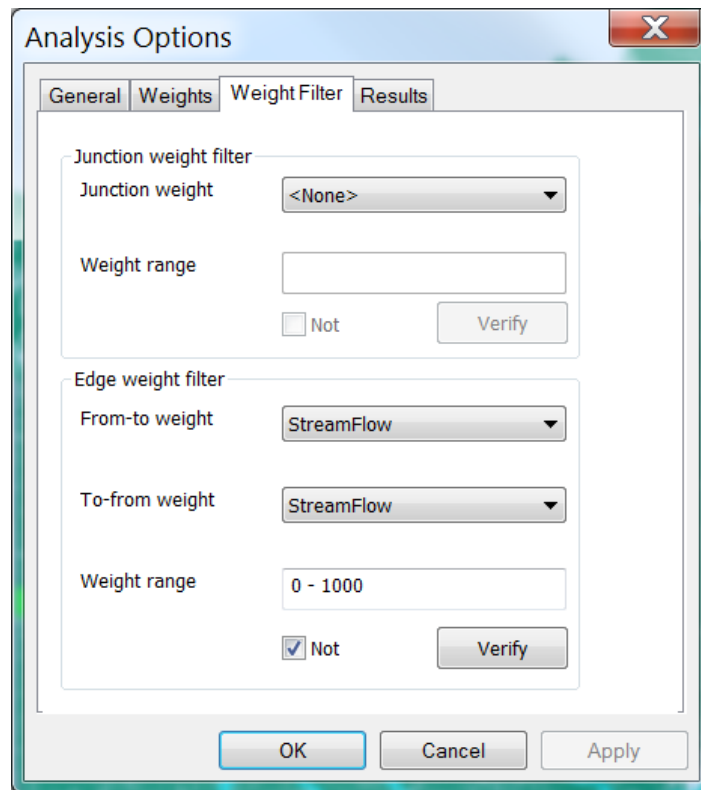 Analysis Options
General Weights Weight Filter Results
Junction weight filter
Junction weight <None>
Weight range
Not Verify
Edge weight filter
From-to weight StreamFlow
To-from weight StreamFlow
Weight range 0 - 1000
Not Verify
OK Cancel Apply